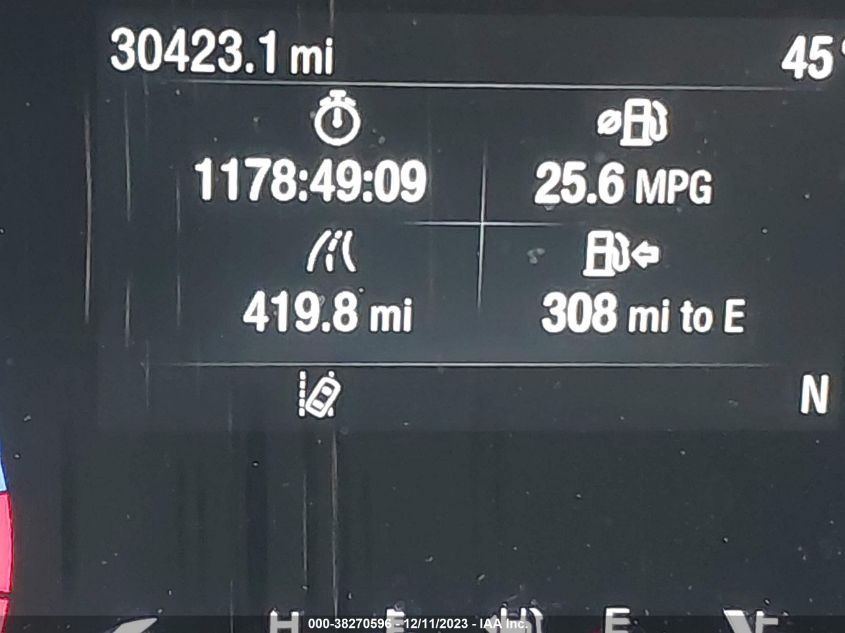 30423.1 mi
45°
1178:49:09
25.6 MPG
419.8 mi
308 mi to E
N
H F H E F
000-38270596 - 12/11/2023 - IAA Inc.